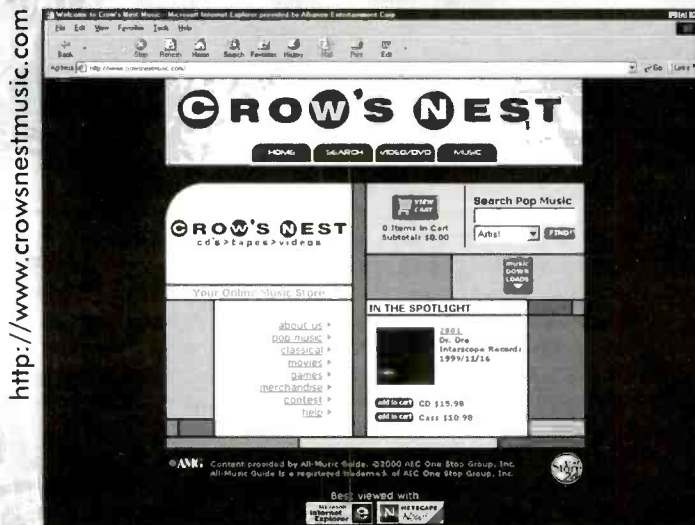 http://www.crowsnestmusic.com
Welcome to Crow's Nest Music - Microsoft Internet Explorer provided by Alliance Entertainment Corp
File Edit View Favorites Tools Help
Back Stop Refresh Home Search Favorites History Mail Print Edit
Address http://www.crowsnestmusic.com/ Go Links
CROW'S NEST
HOME SEARCH VIDEO/DVD MUSIC
CROW'S NEST
cd's>tapes>videos
Your Online Music Store
VIEW CART
0 Items in Cart
Subtotal: $0.00
Search Pop Music
Artist FIND!
music
DOWN
LOADS
about us
pop music
classical
movies
games
merchandise
contest
help
IN THE SPOTLIGHT
2001
Dr. Dre
Interscope Records
1999/11/16
add to cart CD $15.98
add to cart Cass $10.98
AMG Content provided by All-Music Guide. ©2000 AEC One Stop Group, Inc.
All-Music Guide is a registered trademark of AEC One Stop Group, Inc.
Best viewed with
Microsoft Internet Explorer
NETSCAPE